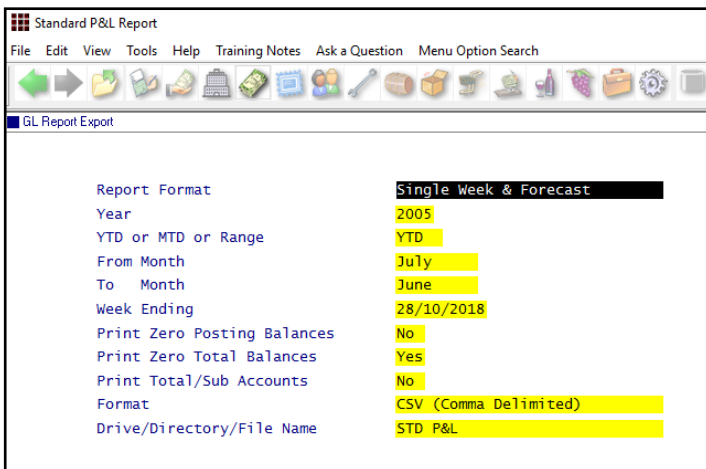 Standard P&L Report
File Edit View Tools Help Training Notes Ask a Question Menu Option Search
GL Report Export
Report Format Single Week & Forecast
Year 2005
YTD or MTD or Range YTD
From Month July
To Month June
Week Ending 28/10/2018
Print Zero Posting Balances No
Print Zero Total Balances Yes
Print Total/Sub Accounts No
Format CSV (Comma Delimited)
Drive/Directory/File Name STD P&L